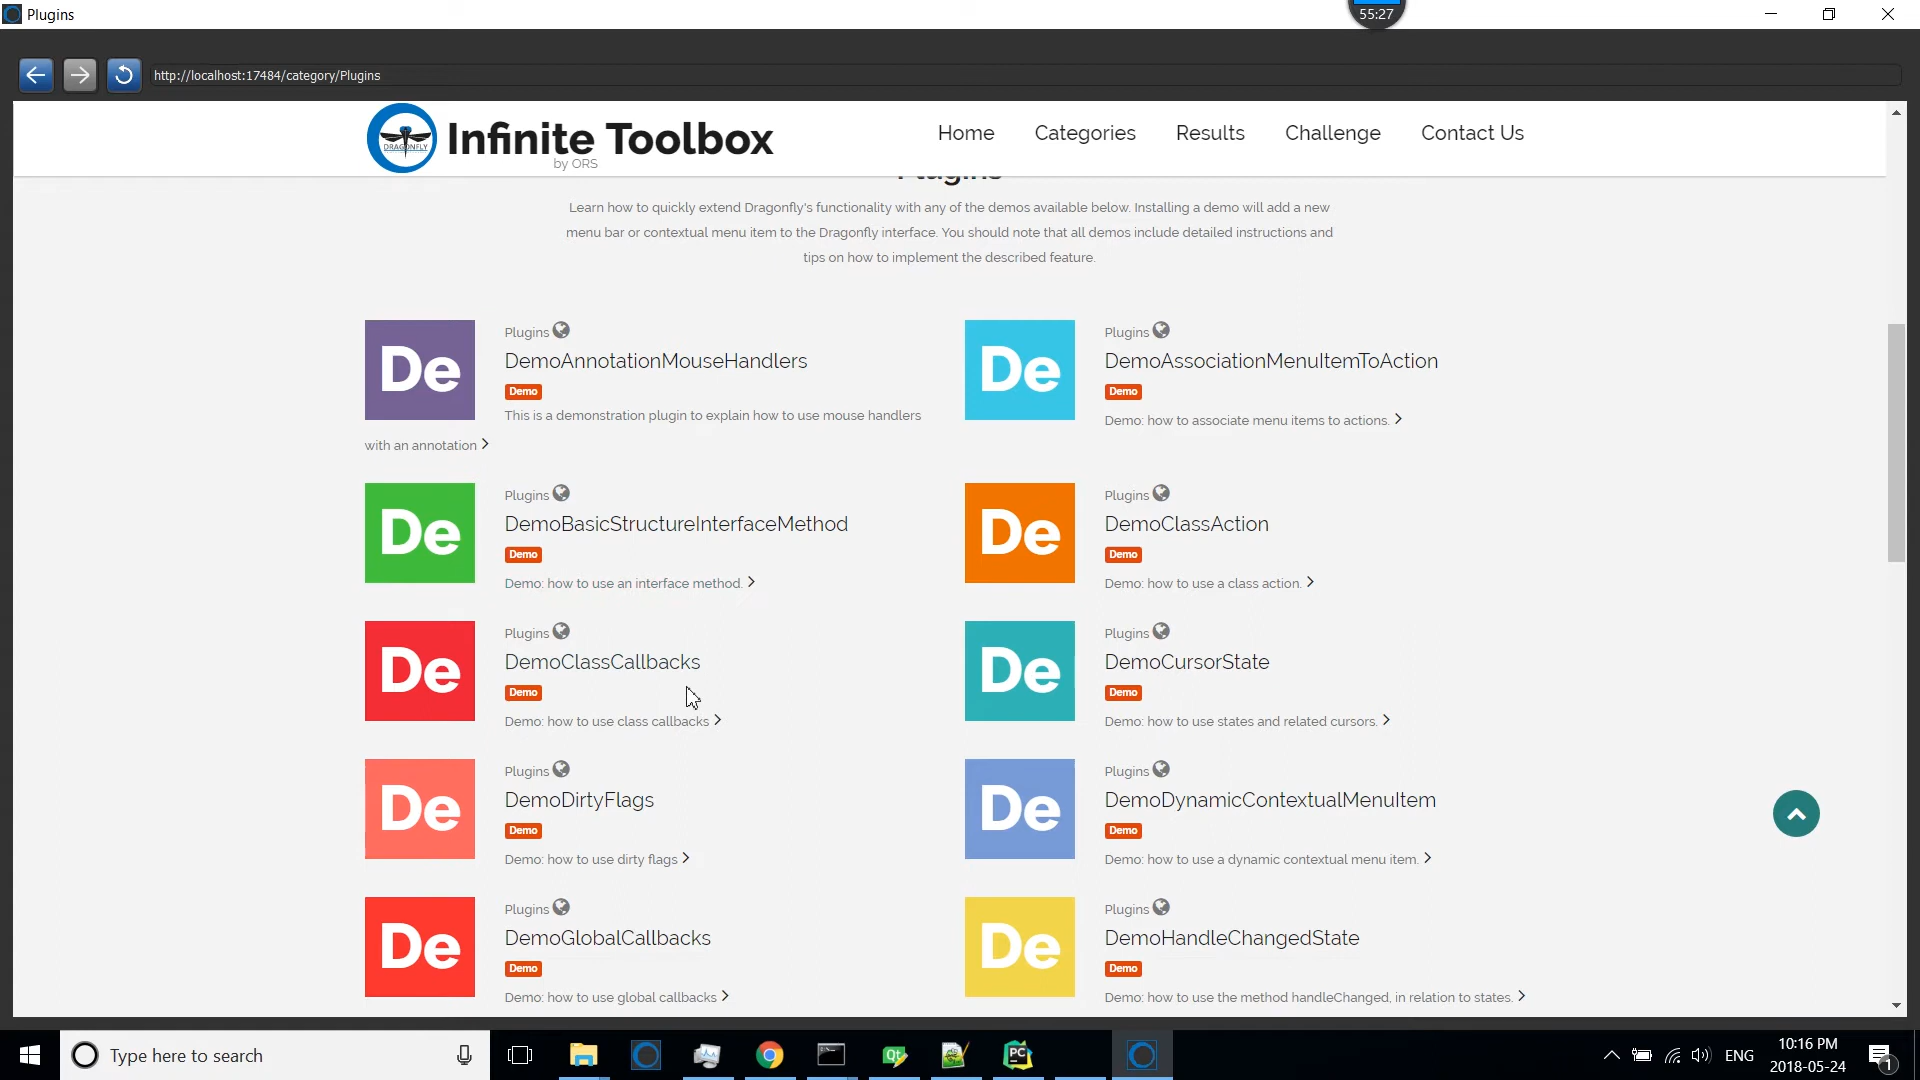 Plugins
55:27
http://localhost:17484/category/Plugins
DRAGONFLY
Infinite Toolbox
by ORS
Home
Categories
Results
Challenge
Contact Us
Plugins
Learn how to quickly extend Dragonfly's functionality with any of the demos available below. Installing a demo will add a new
menu bar or contextual menu item to the Dragonfly interface. You should note that all demos include detailed instructions and
tips on how to implement the described feature.
De
Plugins
DemoAnnotationMouseHandlers
Demo
This is a demonstration plugin to explain how to use mouse handlers
with an annotation
De
Plugins
DemoAssociationMenuItemToAction
Demo
Demo: how to associate menu items to actions.
De
Plugins
DemoBasicStructureInterfaceMethod
Demo
Demo: how to use an interface method.
De
Plugins
DemoClassAction
Demo
Demo: how to use a class action.
De
Plugins
DemoClassCallbacks
Demo
Demo: how to use class callbacks
De
Plugins
DemoCursorState
Demo
Demo: how to use states and related cursors.
De
Plugins
DemoDirtyFlags
Demo
Demo: how to use dirty flags
De
Plugins
DemoDynamicContextualMenuItem
Demo
Demo: how to use a dynamic contextual menu item.
De
Plugins
DemoGlobalCallbacks
Demo
Demo: how to use global callbacks
De
Plugins
DemoHandleChangedState
Demo
Demo: how to use the method handleChanged, in relation to states.
Type here to search
Qt
PC
ENG
10:16 PM
2018-05-24
1